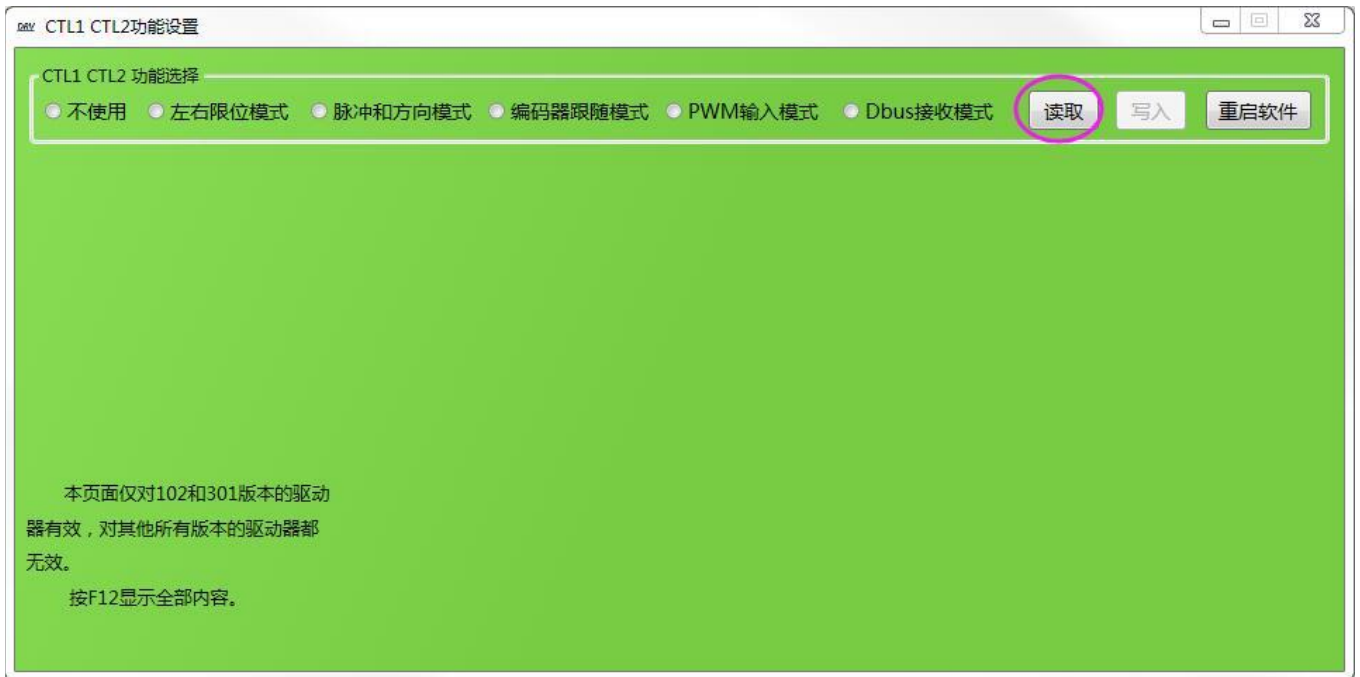 DRV CTL1 CTL2功能设置
CTL1 CTL2 功能选择
不使用 左右限位模式 脉冲和方向模式 编码器跟随模式 PWM输入模式 Dbus接收模式 读取 写入 重启软件
本页面仅对102和301版本的驱动
器有效，对其他所有版本的驱动器都
无效。
按F12显示全部内容。